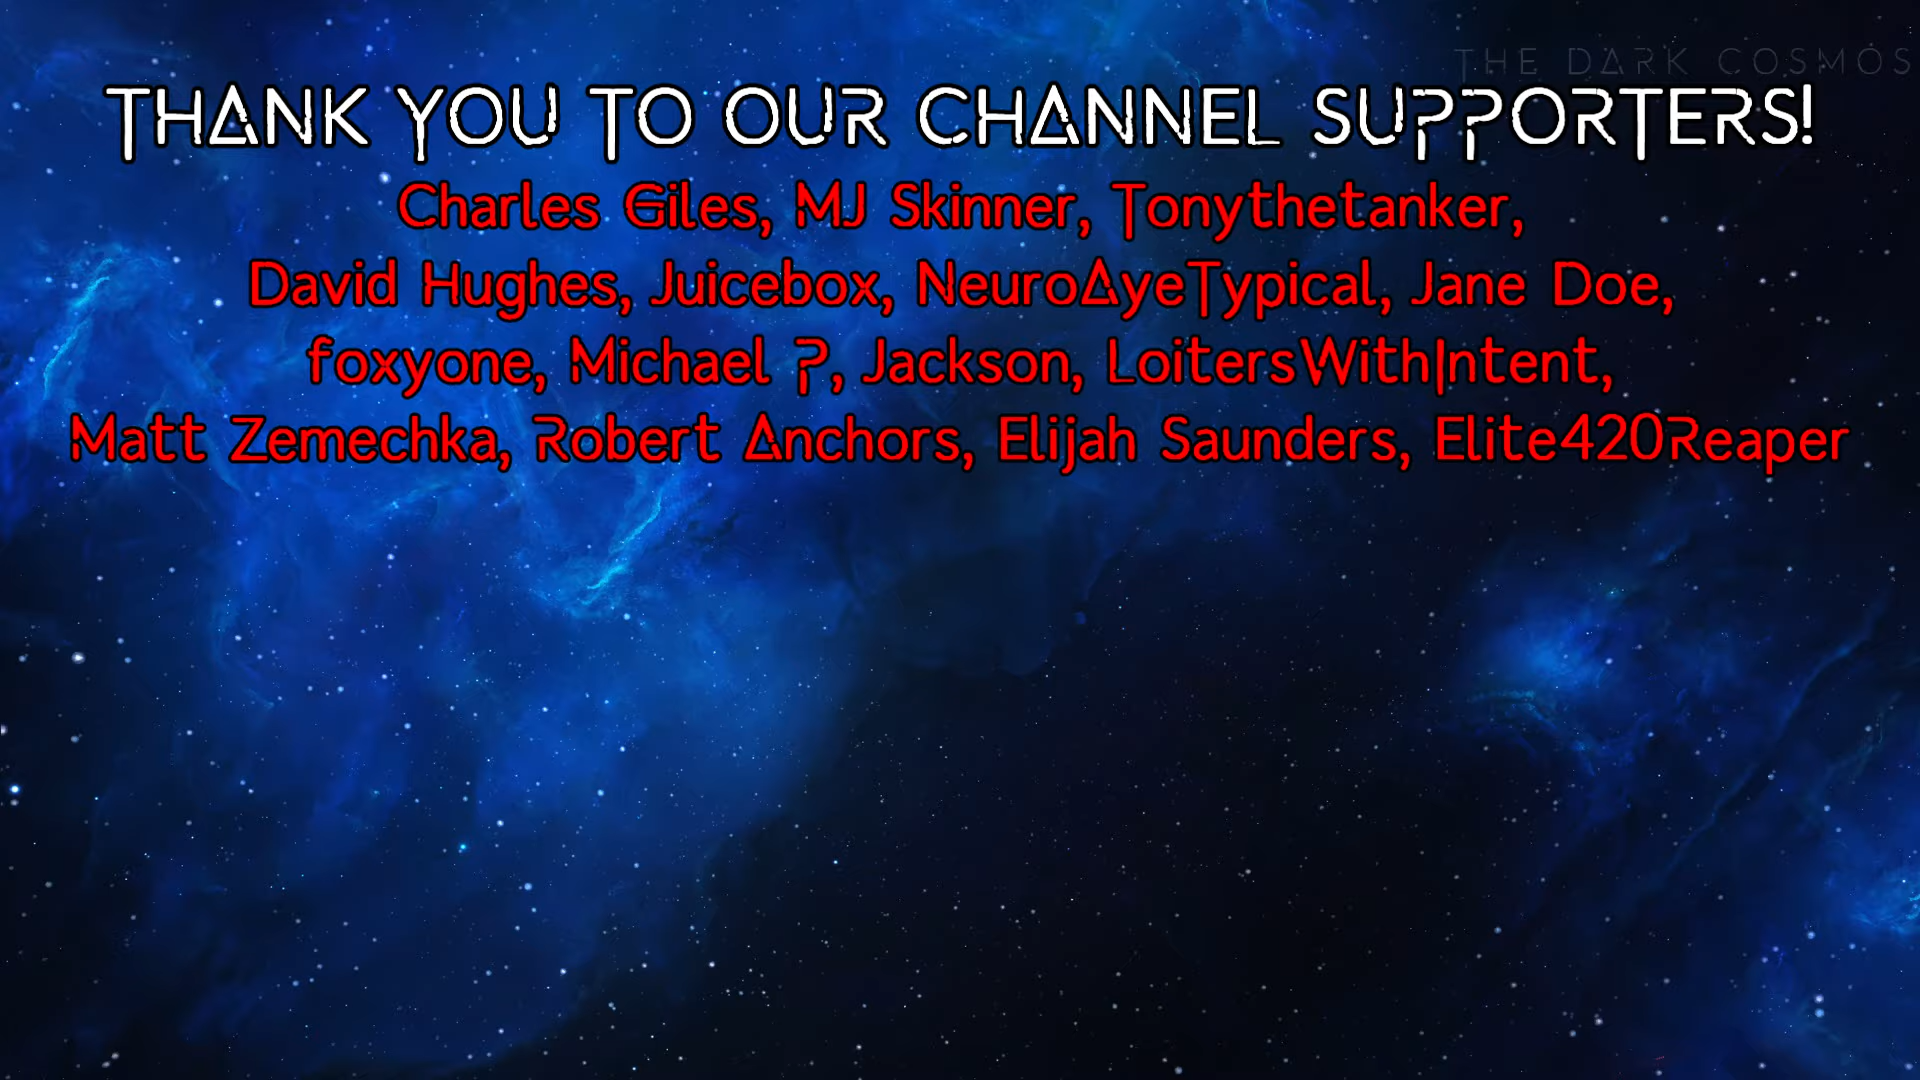 THE DARK COSMOS
THANK YOU TO OUR CHANNEL SUPPORTERS!
Charles Giles, MJ Skinner, Tonythetanker,
David Hughes, Juicebox, NeuroAyeTypical, Jane Doe,
foxyone, Michael P, Jackson, LoitersWithIntent,
Matt Zemechka, Robert Anchors, Elijah Saunders, Elite420Reaper